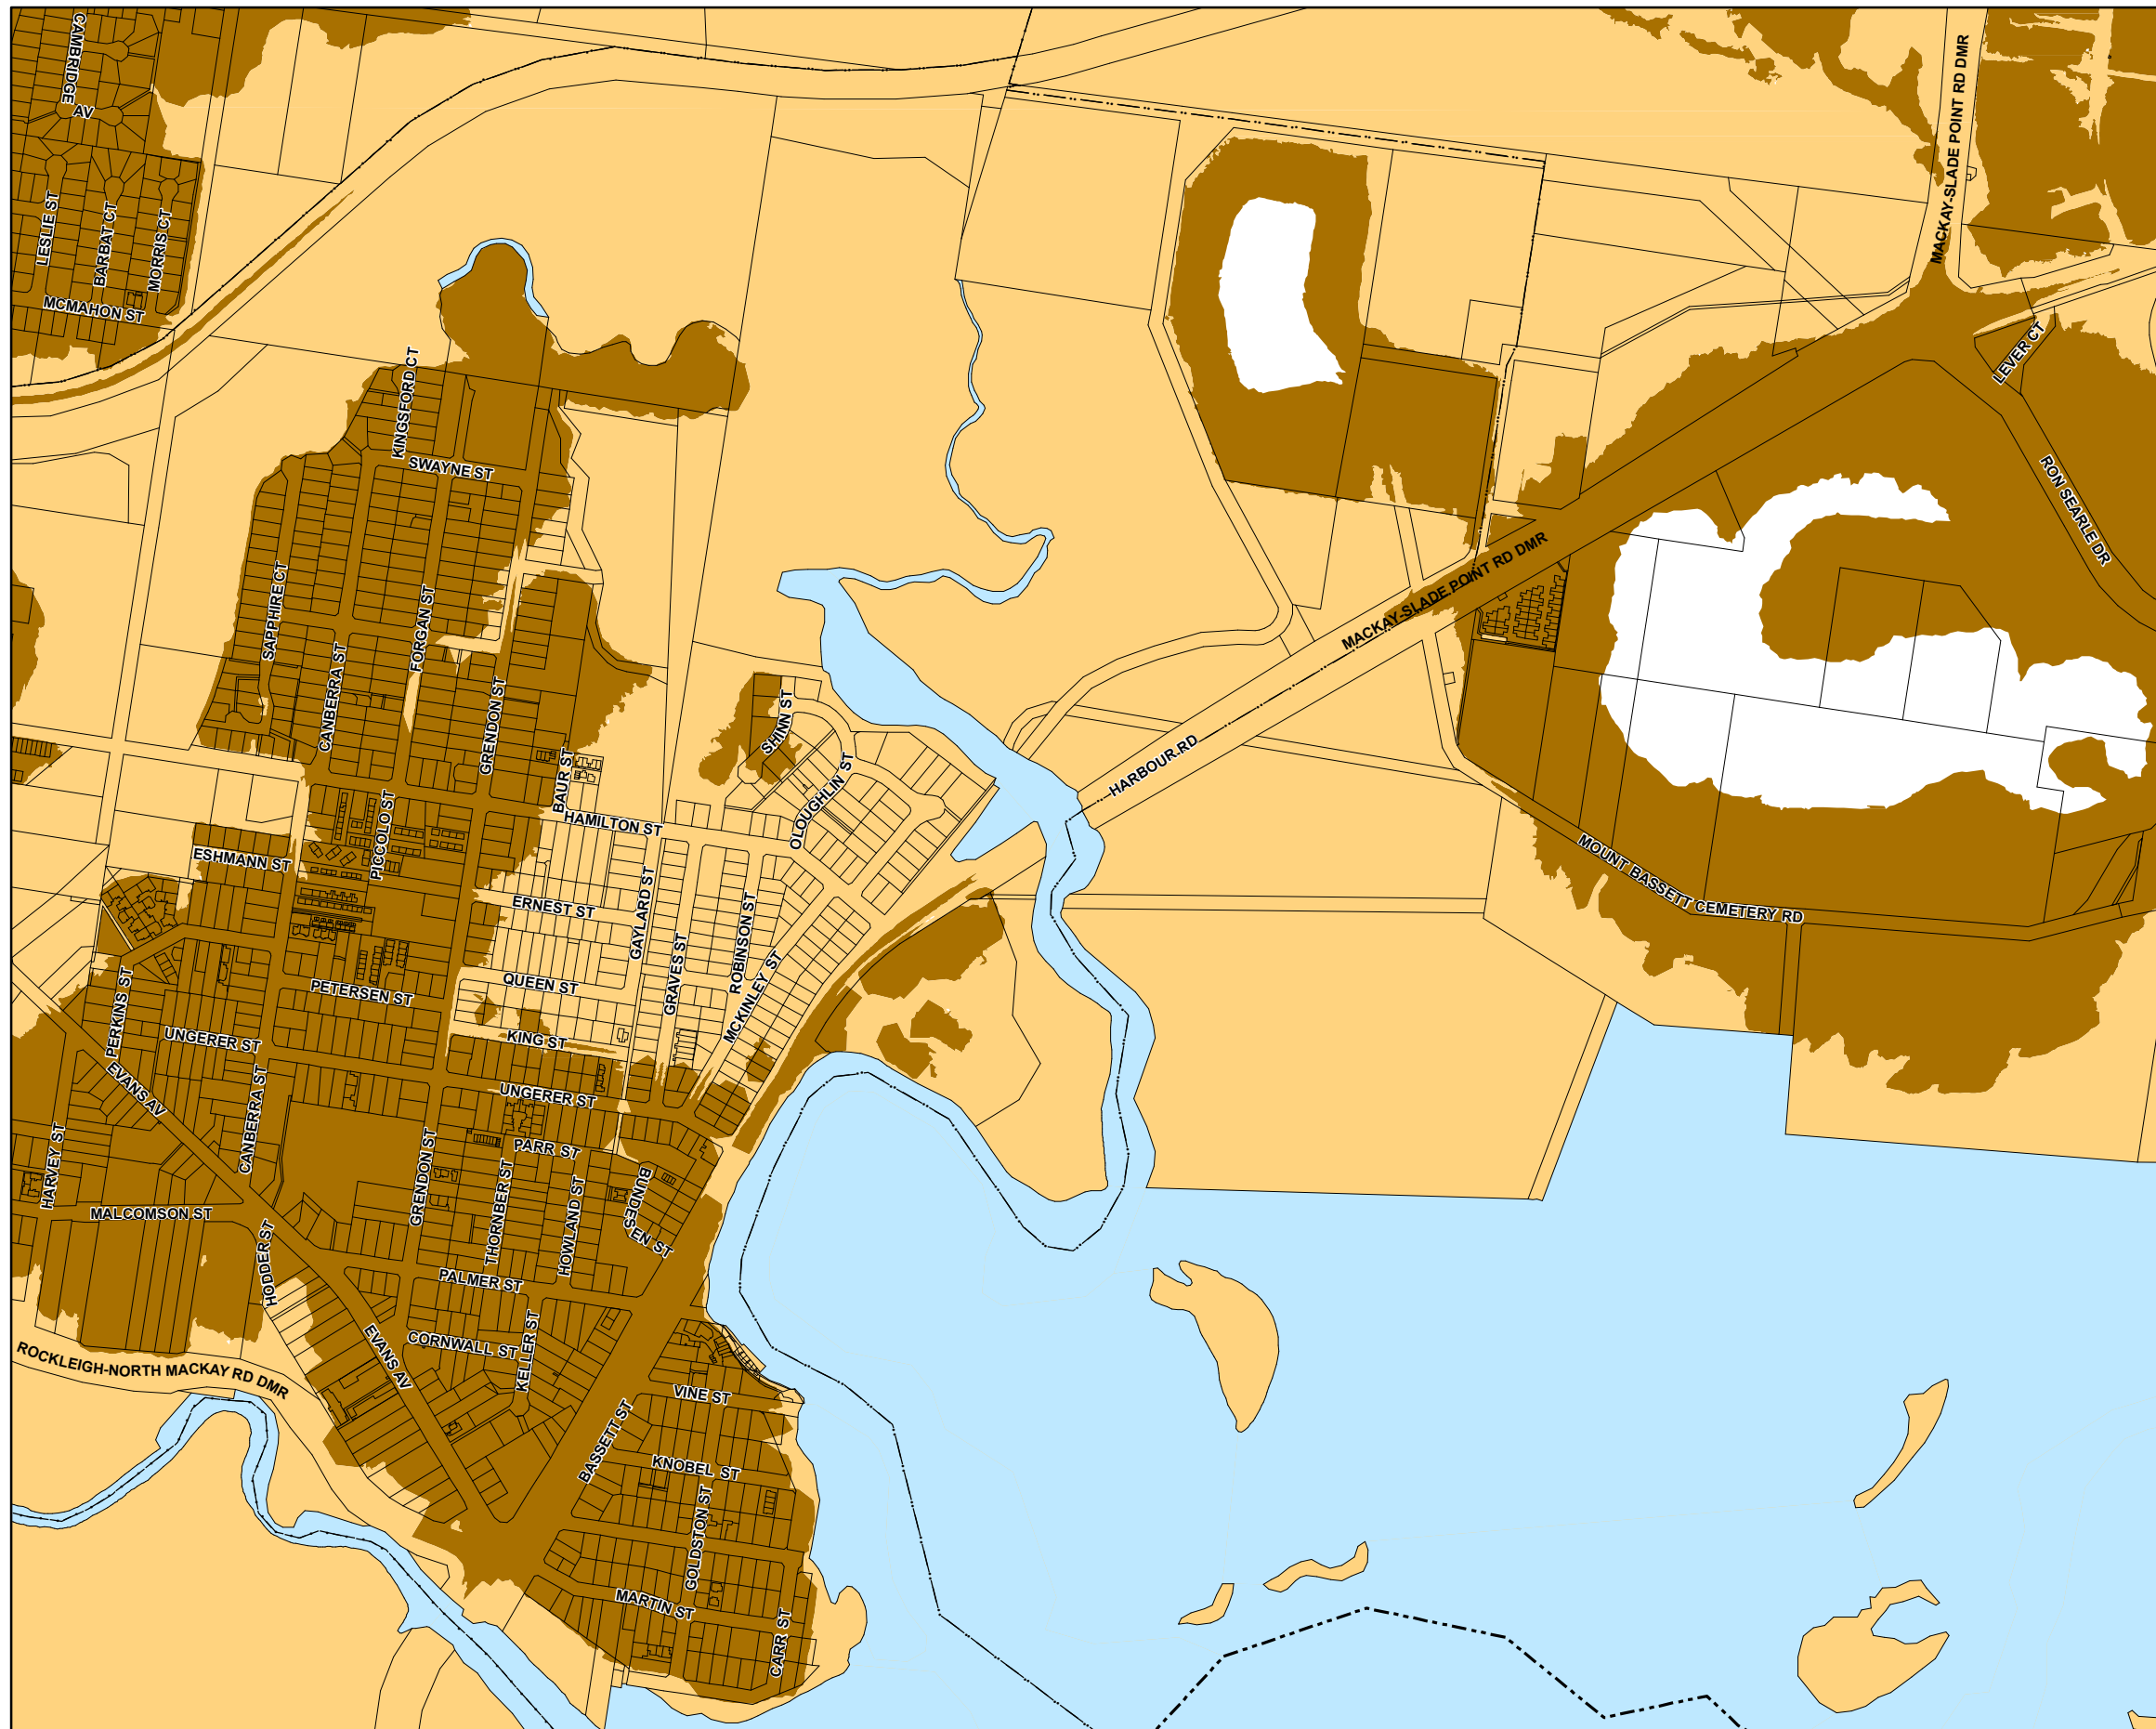 CAMBRIDGE
AV
MACKAY-SLADE POINT RD DMR
LESLIE ST
BARBAT CT
MORRIS CT
MCMAHON ST
KINGSFORD CT
LEVER CT
SWAYNE ST
RON SEARLE DR
MACKAY-SLADE POINT RD DMR
SAPPHIRE CT
FORGAN ST
CANBERRA ST
GRENDON ST
SHINN ST
HARBOUR RD
BAUR ST
OLOUGHLIN ST
PICCOLO ST
HAMILTON ST
ESHMANN ST
MOUNT BASSETT CEMETERY RD
ERNEST ST
GAYLARD ST
ROBINSON ST
GRAVES ST
QUEEN ST
PETERSEN ST
MCKINLEY ST
PERKINS ST
UNGERER ST
KING ST
EVANS AV
UNGERER ST
CANBERRA ST
HARVEY ST
PARR ST
GRENDON ST
THORNBER ST
HOWLAND ST
BUNDESEN ST
MALCOMSON ST
HODDER ST
PALMER ST
CORNWALL ST
KELLER ST
EVANS AV
ROCKLEIGH-NORTH MACKAY RD DMR
VINE ST
BASSETT ST
KNOBEL ST
GOLDSTON ST
MARTIN ST
CARR ST